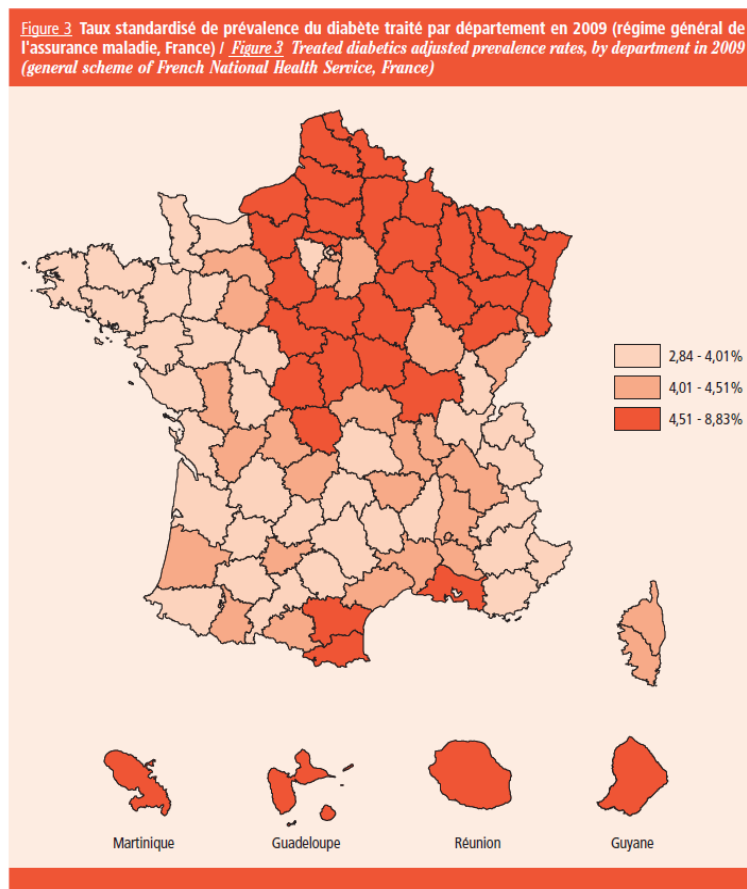 Figure 3 Taux standardisé de prévalence du diabète traité par département en 2009 (régime général de
l'assurance maladie, France) / Figure 3 Treated diabetics adjusted prevalence rates, by department in 2009
(general scheme of French National Health Service, France)
2,84 - 4,01%
4,01 - 4,51%
4,51 - 8,83%
Martinique
Guadeloupe
Réunion
Guyane